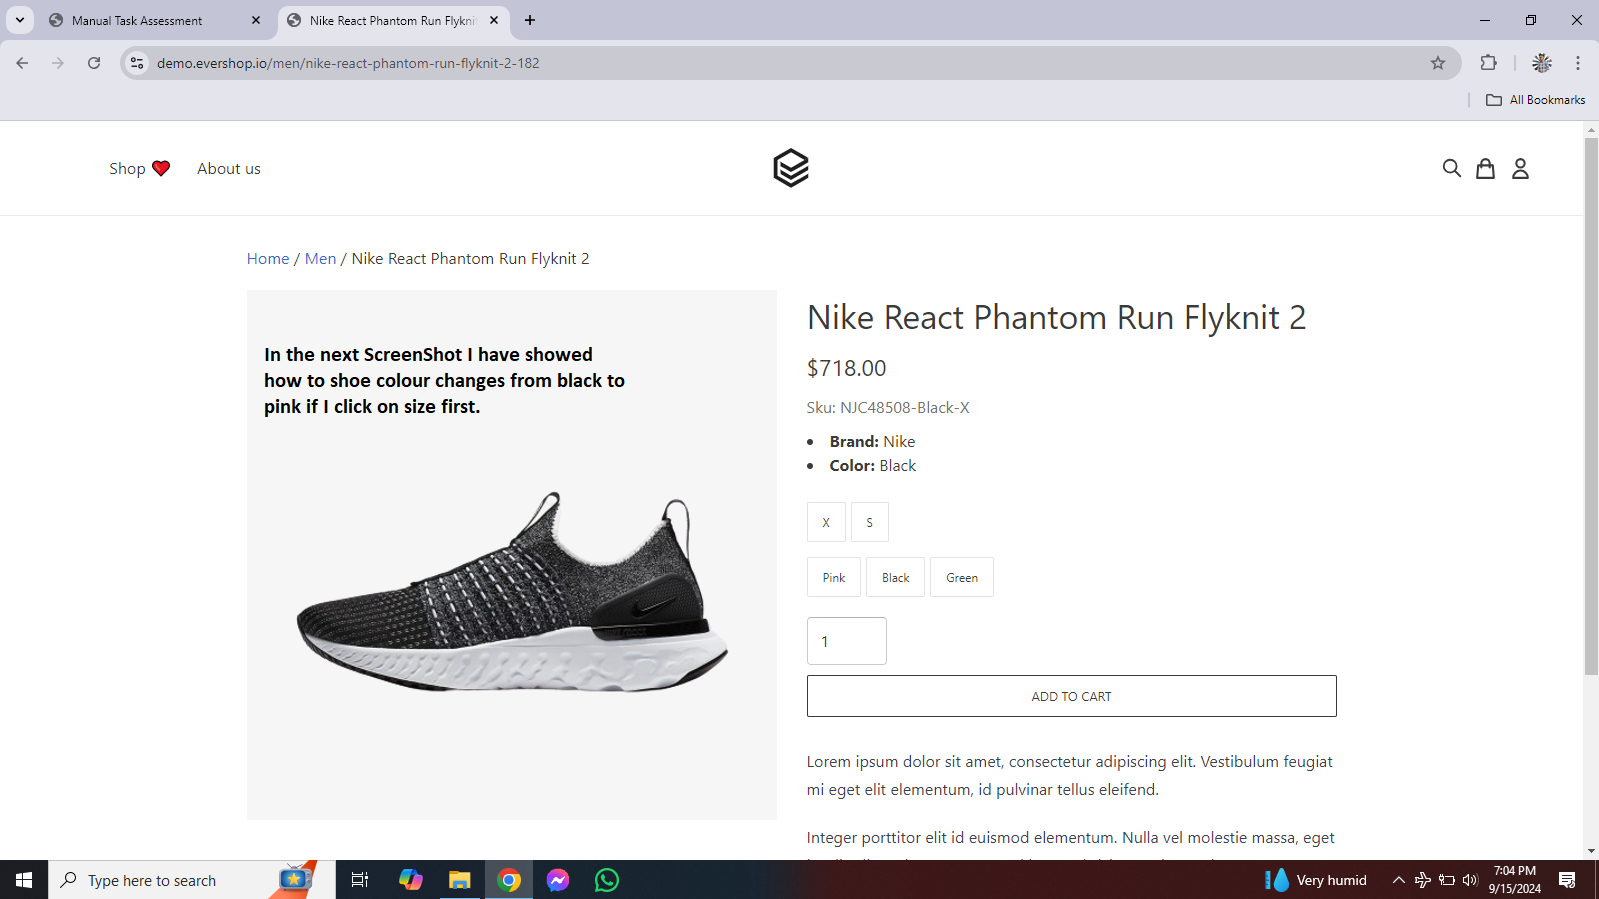 Manual Task Assessment
Nike React Phantom Run Flykni
demo.evershop.io/men/nike-react-phantom-run-flyknit-2-182
All Bookmarks
Shop
About us
Home / Men / Nike React Phantom Run Flyknit 2
In the next ScreenShot I have showed
how to shoe colour changes from black to
pink if I click on size first.
Nike React Phantom Run Flyknit 2
$718.00
Sku: NJC48508-Black-X
Brand: Nike
Color: Black
X
S
Pink
Black
Green
1
ADD TO CART
Lorem ipsum dolor sit amet, consectetur adipiscing elit. Vestibulum feugiat
mi eget elit elementum, id pulvinar tellus eleifend.
Integer porttitor elit id euismod elementum. Nulla vel molestie massa, eget
Type here to search
Very humid
7:04 PM
9/15/2024